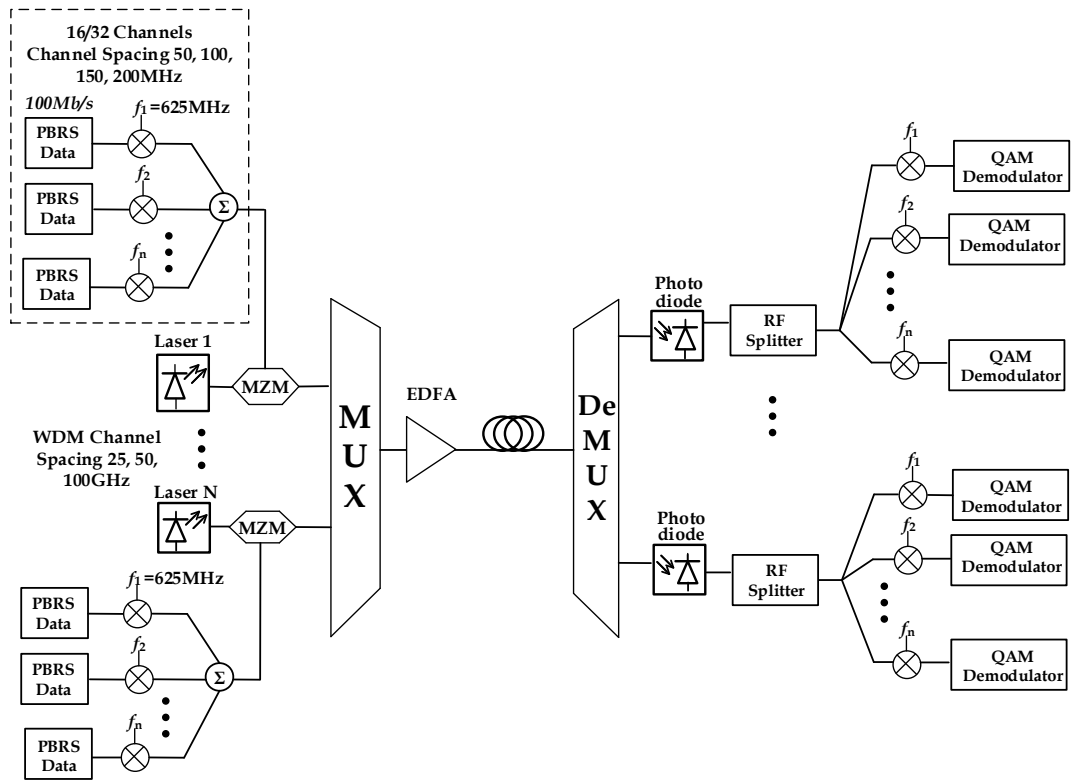 16/32 Channels
Channel Spacing 50, 100,
150, 200MHz
100Mb/s
f1=625MHz
PBRS
Data
f2
PBRS
Data
Σ
fn
PBRS
Data
Laser 1
MZM
WDM Channel
Spacing 25, 50,
100GHz
Laser N
MZM
f1=625MHz
PBRS
Data
f2
PBRS
Data
Σ
fn
PBRS
Data
MUX
EDFA
DeMUX
Photo
diode
RF
Splitter
f1
QAM
Demodulator
f2
QAM
Demodulator
fn
QAM
Demodulator
Photo
diode
RF
Splitter
f1
QAM
Demodulator
f2
QAM
Demodulator
fn
QAM
Demodulator